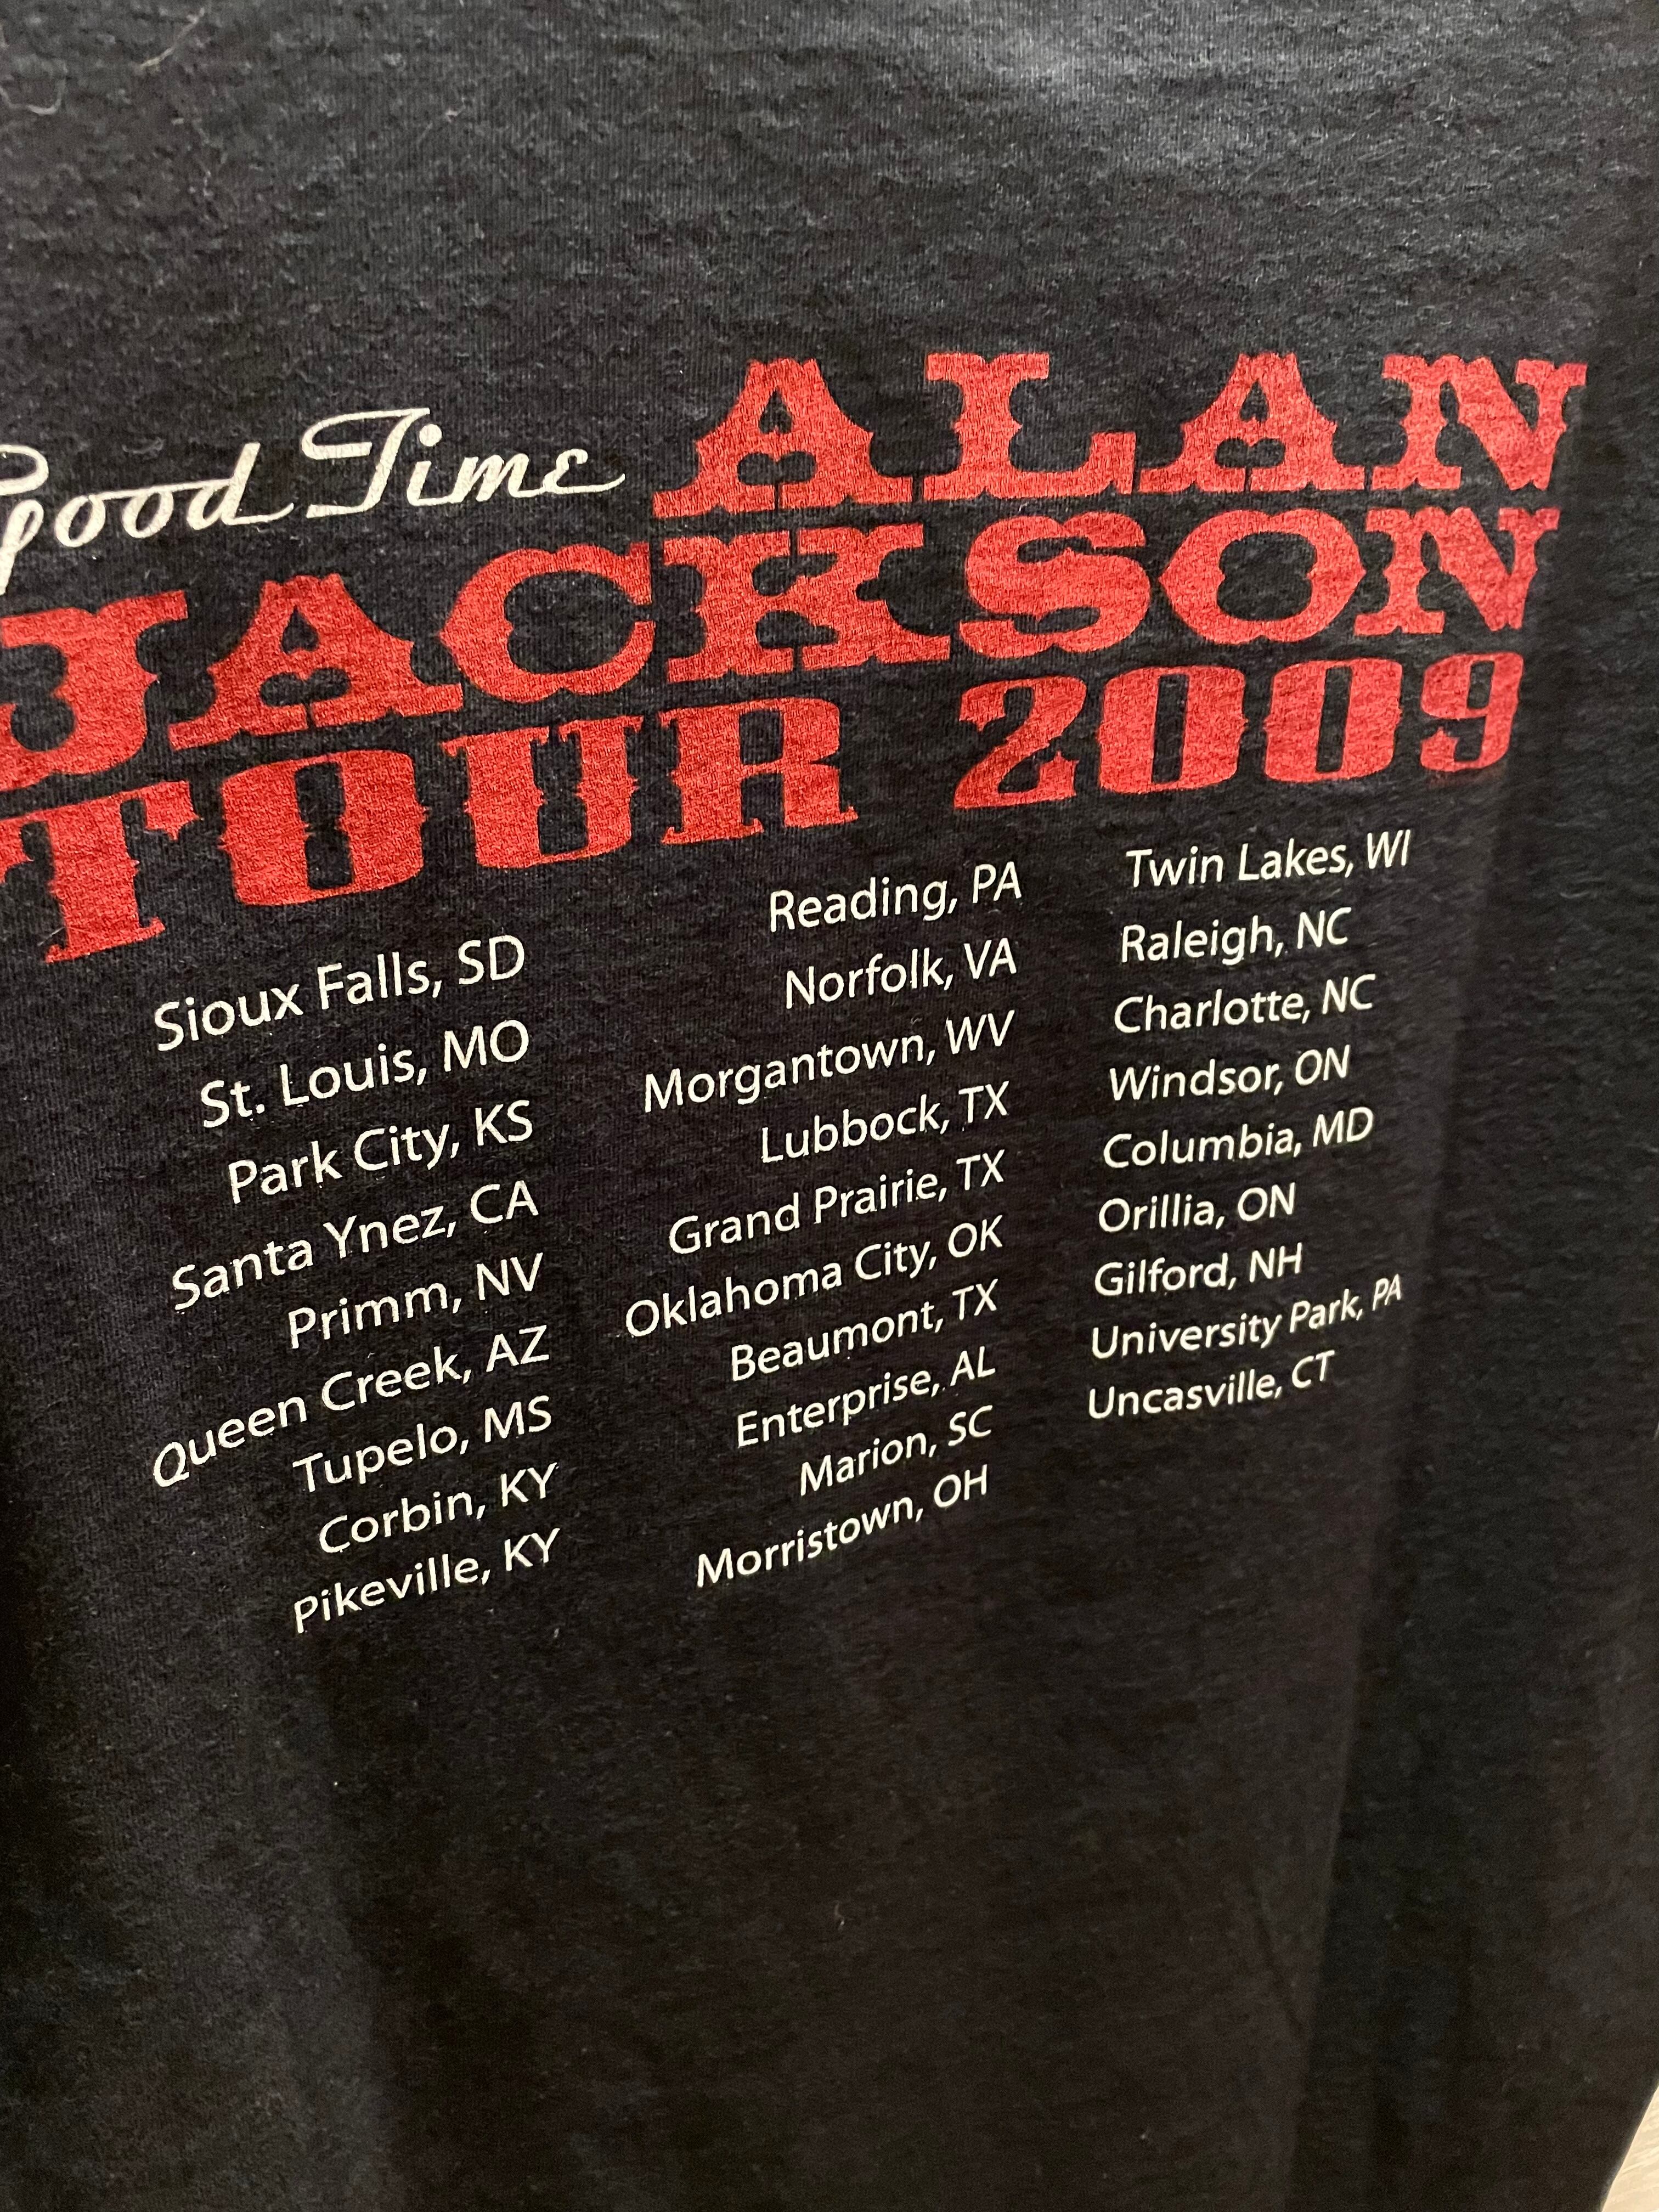 Good Time ALAN
JACKSON
TOUR 2009
Sioux Falls, SD
St. Louis, MO
Park City, KS
Santa Ynez, CA
Primm, NV
Queen Creek, AZ
Tupelo, MS
Corbin, KY
Pikeville, KY
Reading, PA
Norfolk, VA
Morgantown, WV
Lubbock, TX
Grand Prairie, TX
Oklahoma City, OK
Beaumont, TX
Enterprise, AL
Marion, SC
Morristown, OH
Twin Lakes, WI
Raleigh, NC
Charlotte, NC
Windsor, ON
Columbia, MD
Orillia, ON
Gilford, NH
University Park, PA
Uncasville, CT